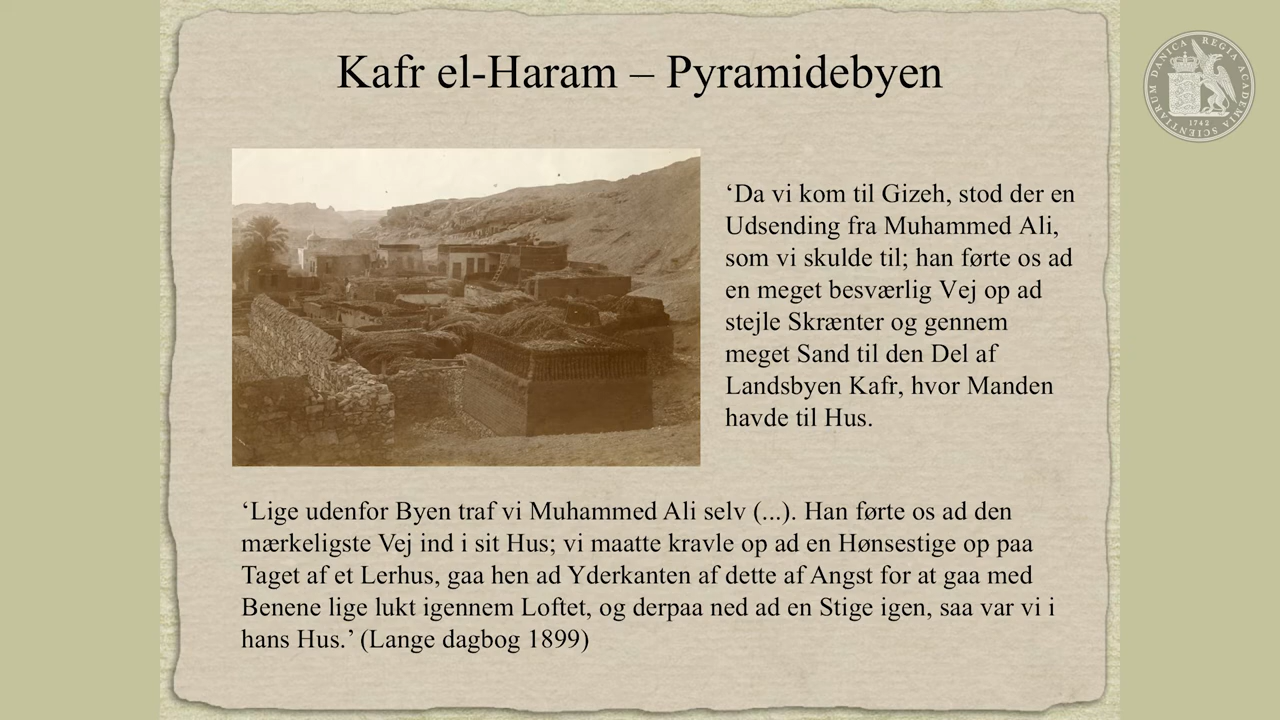 Kafr el-Haram – Pyramidebyen
‘Da vi kom til Gizeh, stod der en
Udsending fra Muhammed Ali,
som vi skulde til; han førte os ad
en meget besværlig Vej op ad
stejle Skrænter og gennem
meget Sand til den Del af
Landsbyen Kafr, hvor Manden
havde til Hus.
‘Lige udenfor Byen traf vi Muhammed Ali selv (...). Han førte os ad den
mærkeligste Vej ind i sit Hus; vi maatte kravle op ad en Hønsestige op paa
Taget af et Lerhus, gaa hen ad Yderkanten af dette af Angst for at gaa med
Benene lige lukt igennem Loftet, og derpaa ned ad en Stige igen, saa var vi i
hans Hus.’ (Lange dagbog 1899)
SCIENTIARUM DANICA REGIA ACADEMIA
1742